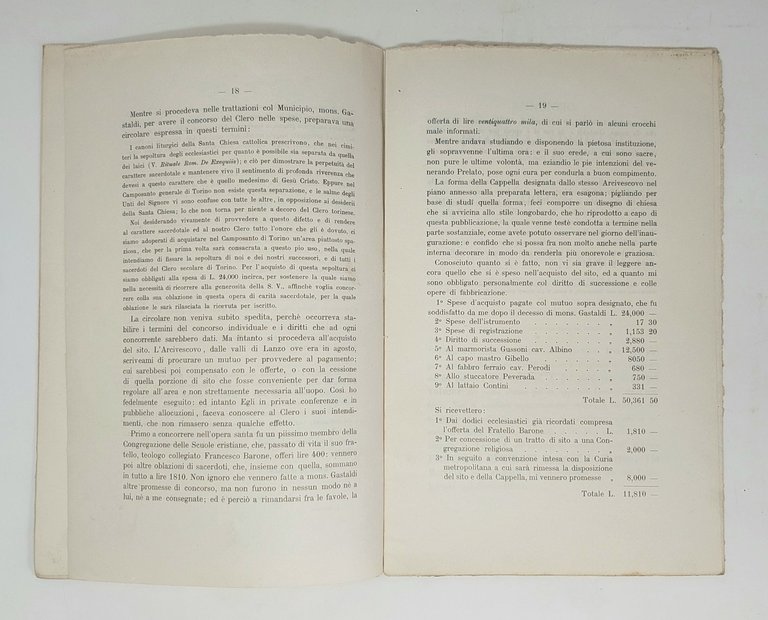 — 18 —
Mentre si procedeva nelle trattazioni col Municipio, mons. Ga-
staldi, per avere il concorso del Clero nelle spese, preparava una
circolare espressa in questi termini:
I canoni liturgici della Santa Chiesa cattolica prescrivono, che nei cimi-
teri la sepoltura degli ecclesiastici per quanto è possibile sia separata da quella
dei laici (V. Rituale Rom. De Exequiis); e ciò per dimostrare la perpetuità del
carattere sacerdotale e mantenere vivo il sentimento di profonda riverenza che
devesi a questo carattere che è quello medesimo di Gesù Cristo. Eppure nel
Camposanto generale di Torino non esiste questa separazione, e le salme degli
Unti del Signore vi sono confuse con tutte le altre, in opposizione ai desiderii
della Santa Chiesa; lo che non torna per niente a decoro del Clero torinese.
Noi desiderando vivamente di provvedere a questo difetto e di rendere
al carattere sacerdotale ed al nostro Clero tutto l'onore che gli è dovuto, ci
siamo adoperati di acquistare nel Camposanto di Torino un'area piuttosto spaziosa,
che per la prima volta sarà consacrata a questo pio uso, nella quale
intendiamo di fissare la sepoltura di noi e dei nostri successori, e di tutti i
sacerdoti del Clero secolare di Torino. Per l'acquisto di questa sepoltura ci
siamo obbligati alla spesa di L. 24,000 incirca, per sostenere la quale siamo
nella necessità di ricorrere alla generosità della S. V., affinchè voglia concor-
rere colla sua oblazione in questa opera di carità sacerdotale, per la quale
oblazione le sarà rilasciata la ricevuta per iscritto.
La circolare non veniva subito spedita, perchè occorreva sta-
bilire i termini del concorso individuale e i diritti che ad ogni
concorrente sarebbero dati. Ma intanto si procedeva all'acquisto
del sito. L'Arcivescovo, dalle valli di Lanzo ove era in agosto,
scriveami di procurare un mutuo per provvedere al pagamento;
cui sarebbesi poi compensato con le offerte, o con la cessione
di quella porzione di sito che fosse conveniente per dar forma
regolare all'area e non strettamente necessaria all'uopo. Così ho
fedelmente eseguito: ed intanto Egli in private conferenze e in
pubbliche allocuzioni, faceva conoscere al Clero i suoi intendi-
menti, che non rimasero senza qualche effetto.
Primo a concorrere nell'opera santa fu un piissimo membro della
Congregazione delle Scuole cristiane, che, passato di vita il suo fra-
tello, teologo collegiato Francesco Barone, offerì lire 400: vennero
poi altre oblazioni di sacerdoti, che, insieme con quella, sommano
in tutto a lire 1810. Non ignoro che vennero fatte a mons. Gastaldi
altre promesse di concorso, ma non furono in nessun modo nè a
lui, nè a me consegnate; ed è perciò a rimandarsi fra le favole, la
— 19 —
offerta di lire ventiquattro mila, di cui si parlò in alcuni crocchi
male informati.
Mentre andava studiando e disponendo la pietosa instituzione,
gli sopravvenne l'ultima ora: e il suo erede, a cui sono sacre,
non pure le ultime volontà, ma eziandio le pie intenzioni del ve-
nerando Prelato, pose ogni cura per condurla a buon compimento.
La forma della Cappella designata dallo stesso Arcivescovo nel
piano annesso alla preparata lettera, era esagona; pigliando per
base di studi quella forma, feci comporre un disegno di chiesa
che si avvicina allo stile longobardo, che ho riprodotto a capo di
questa pubblicazione, la quale venne testè condotta a termine nella
parte sostanziale, come avete potuto osservare nel giorno dell'inau-
gurazione; e confido che si possa fra non molto anche nella parte
interna decorare in modo da renderla più onorevole e graziosa.
Conosciuto quanto si è fatto, non vi sia grave il leggere an-
cora quello che si è speso nell'acquisto del sito, ed a quanto mi
sono obbligato personalmente col diritto di successione e colle
opere di fabbricazione.
1º Spese d'acquisto pagate col mutuo sopra designato, che fu
soddisfatto da me dopo il decesso di mons. Gastaldi L. 24,000 —
2º Spese dell'istrumento . . . . . . . „ 17 30
3º Spese di registrazione . . . . . . . „ 1,153 20
4º Diritto di successione . . . . . . . „ 2,880 —
5º Al marmorista Gussoni cav. Albino . . . „ 12,500 —
6º Al capo mastro Gibello . . . . . . „ 8050 —
7º Al fabbro ferraio cav. Perodi . . . . . „ 680 —
8º Allo stuccatore Peverada . . . . . . „ 750 —
9º Al lattaio Contini . . . . . . . . „ 331 —
Totale L. 50,361 50
Si ricevettero:
1º Dai dodici ecclesiastici già ricordati compresa
l'offerta del Fratello Barone . . . L. 1,810 —
2º Per concessione di un tratto di sito a una Con-
gregazione religiosa . . . . . . „ 2,000 —
3º In seguito a convenzione intesa con la Curia
metropolitana a cui sarà rimessa la disposizione
del sito e della Cappella, mi vennero promesse „ 8,000 —
Totale L. 11,810 —